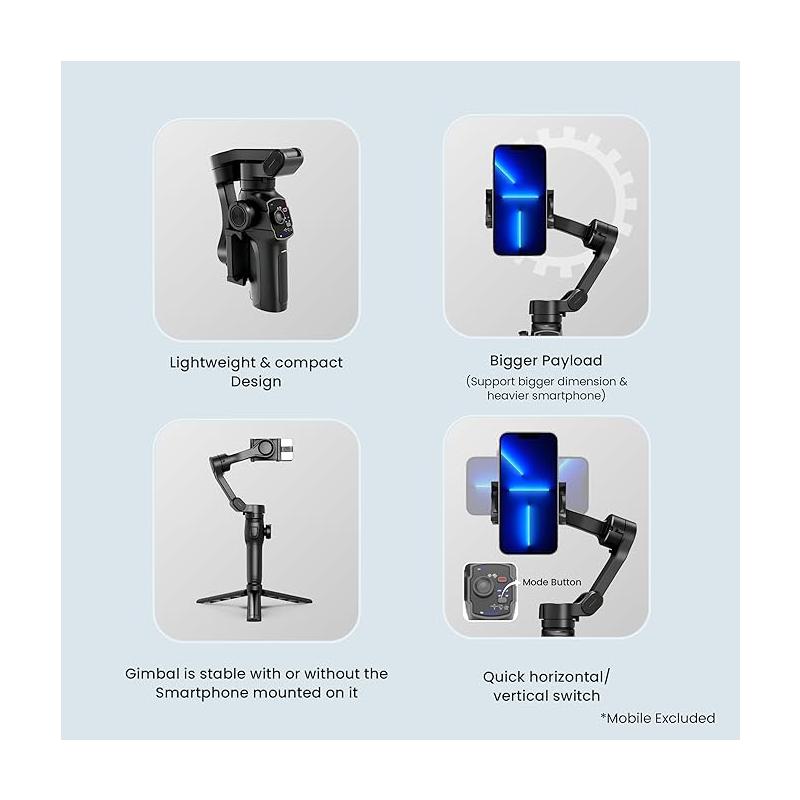 Lightweight & compact
Design
Bigger Payload
(Support bigger dimension &
heavier smartphone)
Gimbal is stable with or without the
Smartphone mounted on it
Mode Button
Quick horizontal/
vertical switch
*Mobile Excluded